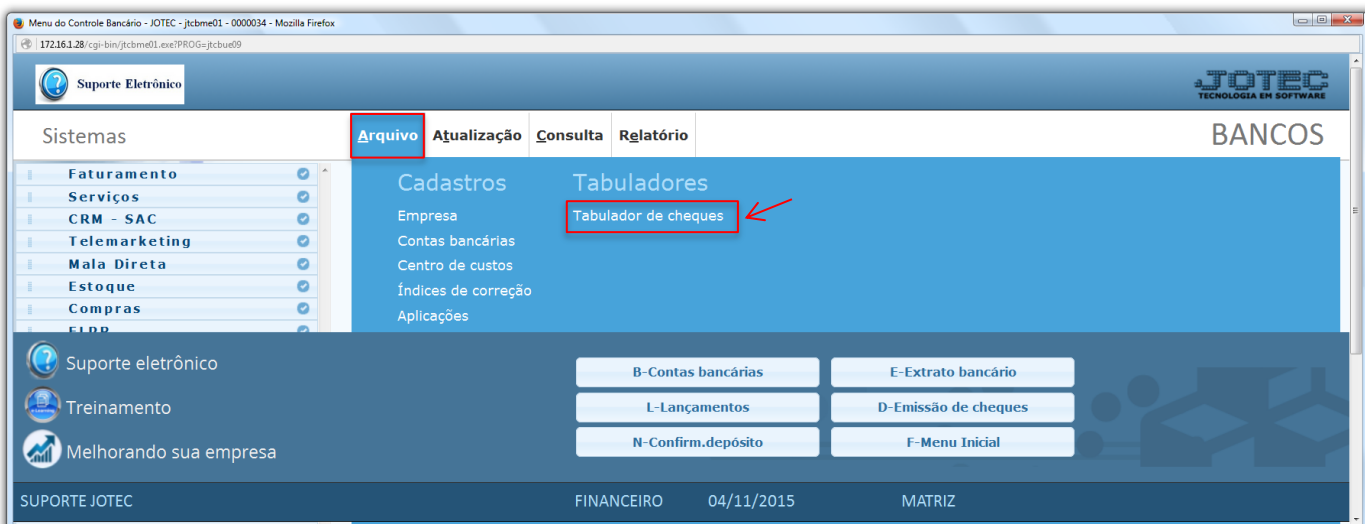 Menu do Controle Bancário - JOTEC - jtcbme01 - 0000034 - Mozilla Firefox
172.16.1.28/cgi-bin/jtcbme01.exe?PROG=jtcbue09
Suporte Eletrônico
JOTEC
TECNOLOGIA EM SOFTWARE
Sistemas
Arquivo Atualização Consulta Relatório
BANCOS
Faturamento
Serviços
CRM - SAC
Telemarketing
Mala Direta
Estoque
Compras
Cadastros
Empresa
Contas bancárias
Centro de custos
Índices de correção
Aplicações
Tabuladores
Tabulador de cheques
Suporte eletrônico
Treinamento
Melhorando sua empresa
B-Contas bancárias E-Extrato bancário
L-Lançamentos D-Emissão de cheques
N-Confirm.depósito F-Menu Inicial
SUPORTE JOTEC FINANCEIRO 04/11/2015 MATRIZ